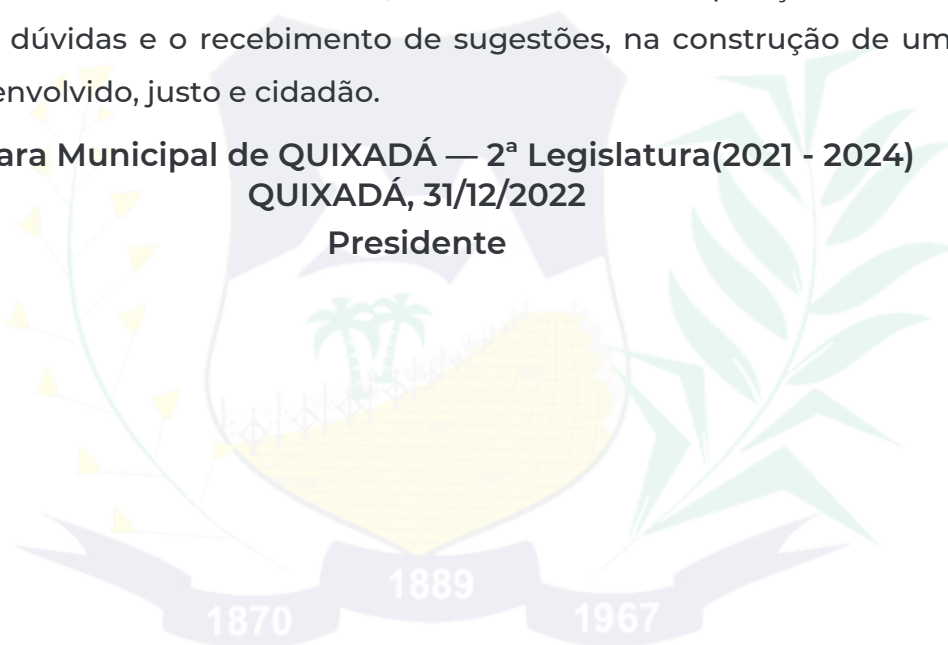 dúvidas e o recebimento de sugestões, na construção de um
envolvido, justo e cidadão.
ara Municipal de QUIXADÁ — 2ª Legislatura(2021 - 2024)
QUIXADÁ, 31/12/2022
Presidente
1889
1870 1967